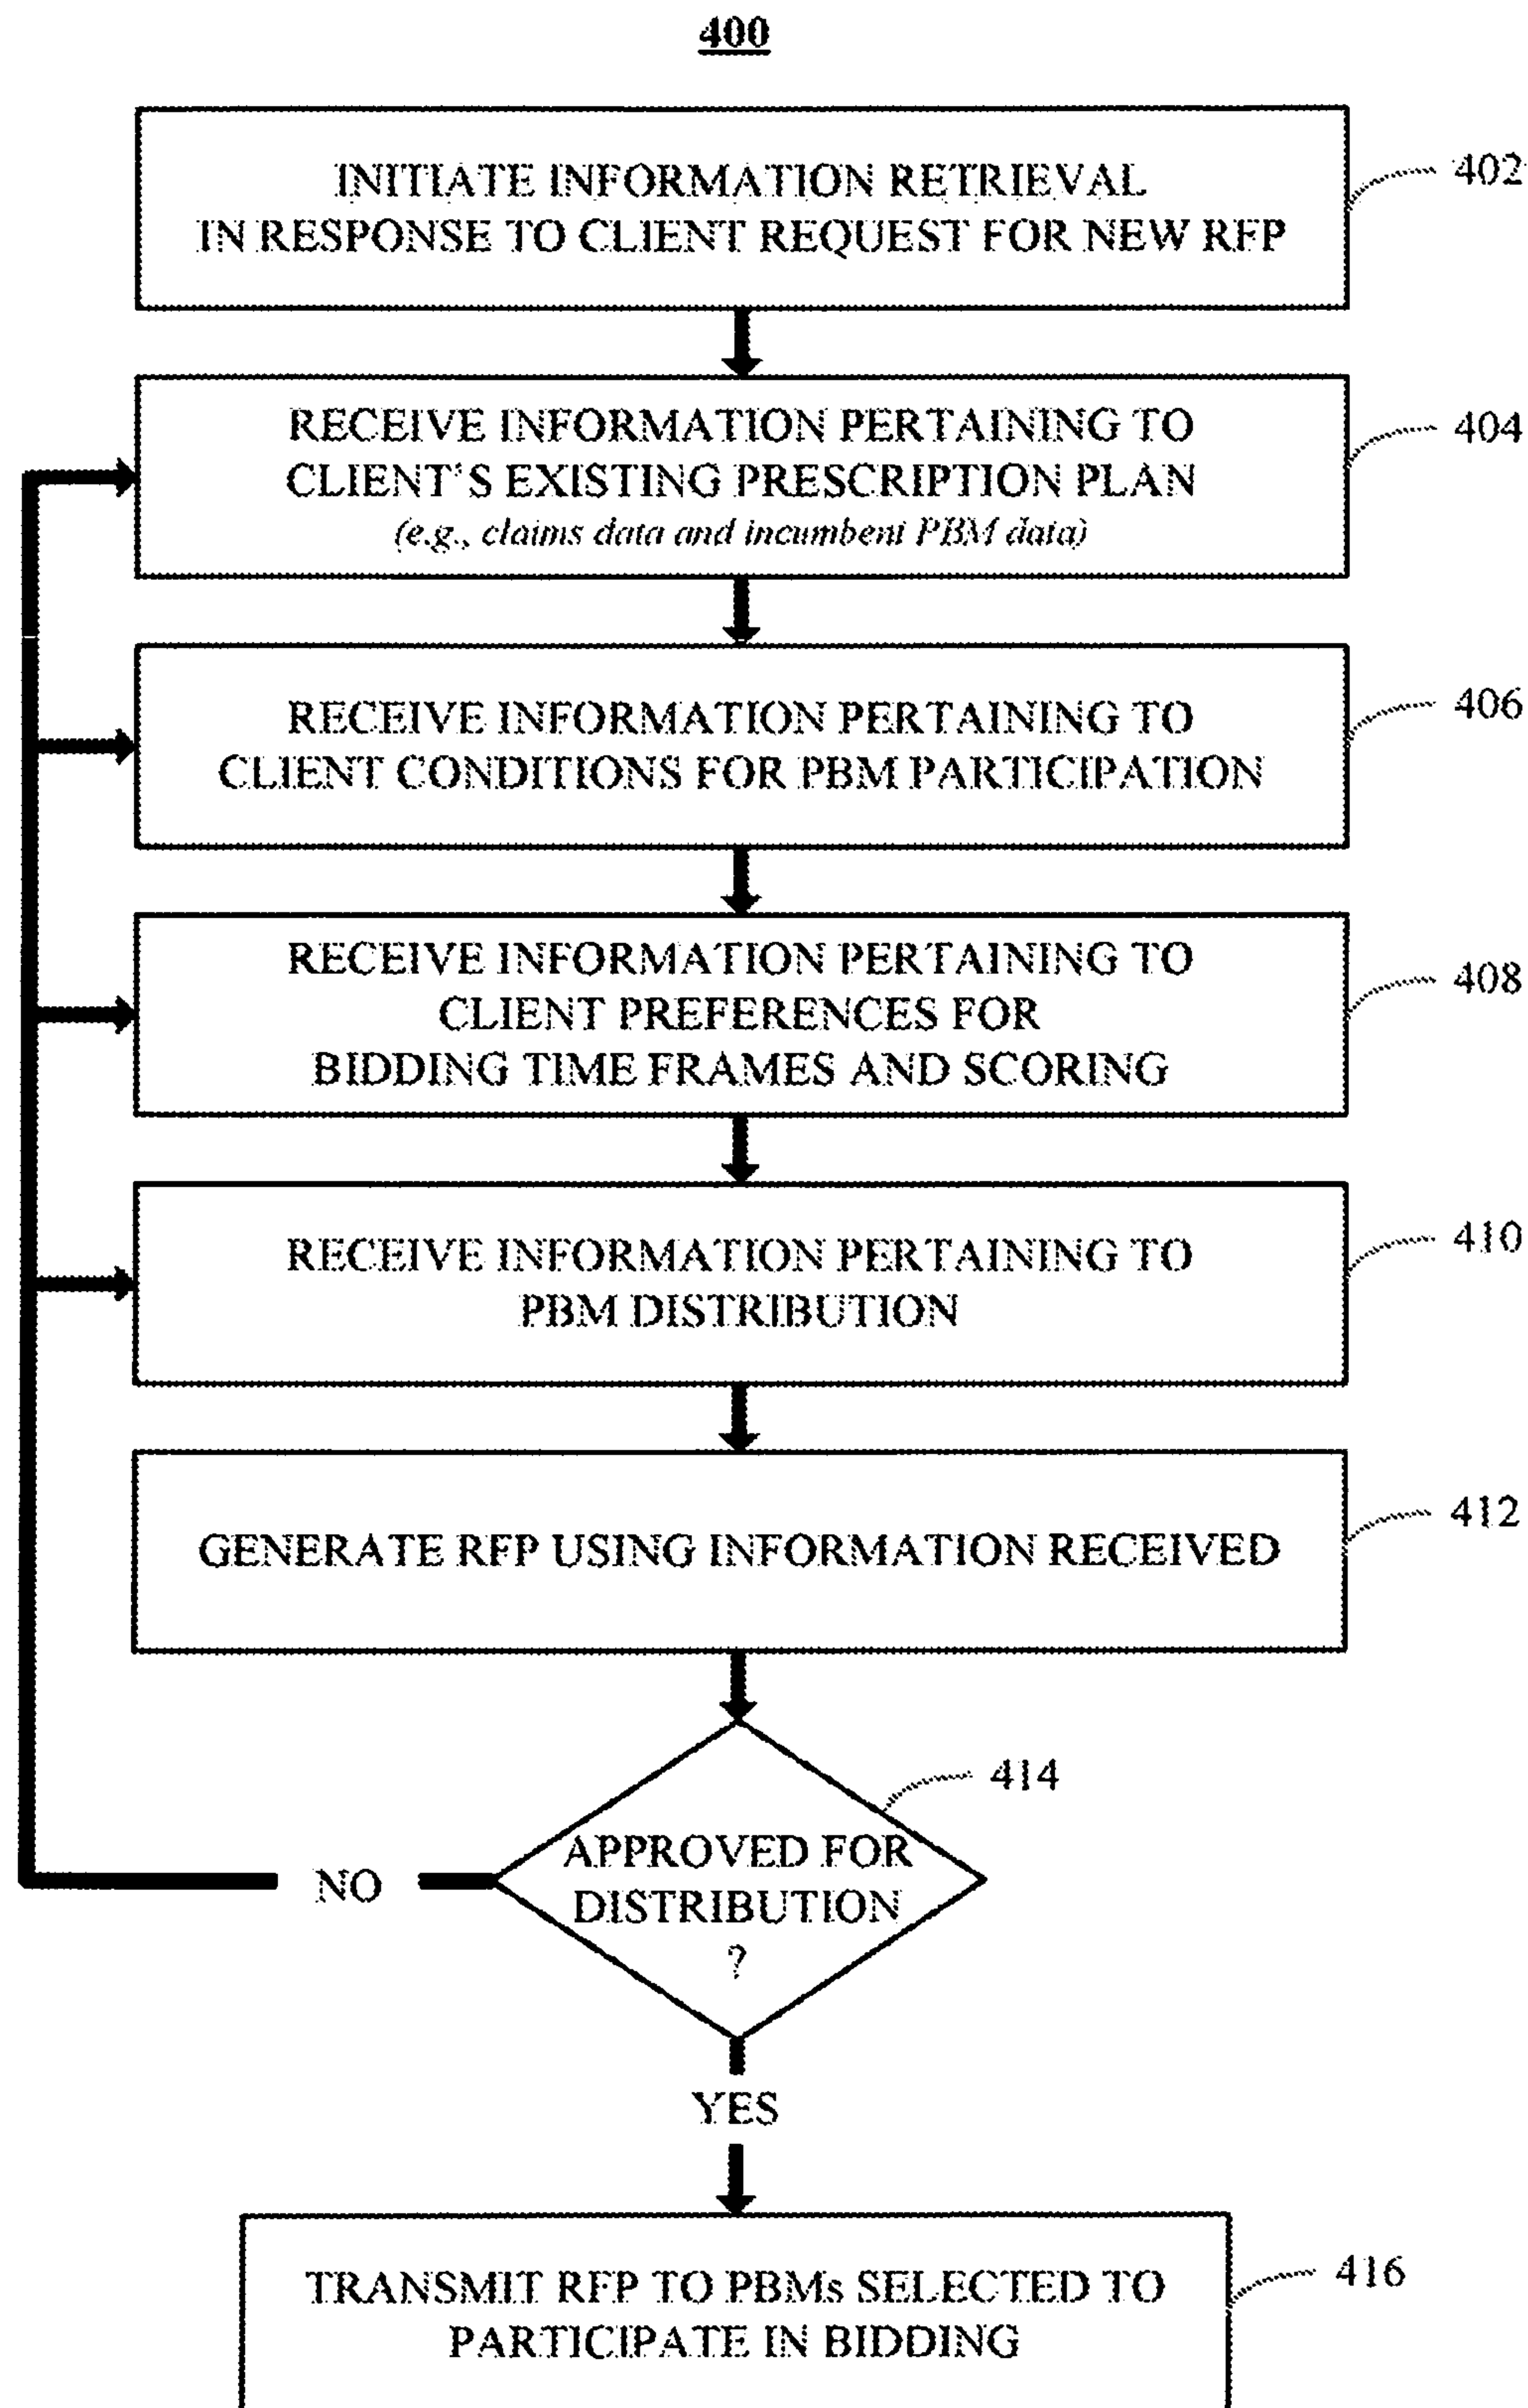 400
INITIATE INFORMATION RETRIEVAL
IN RESPONSE TO CLIENT REQUEST FOR NEW RFP
402
RECEIVE INFORMATION PERTAINING TO
CLIENT'S EXISTING PRESCRIPTION PLAN
(e.g., claims data and incumbent PBM data)
404
RECEIVE INFORMATION PERTAINING TO
CLIENT CONDITIONS FOR PBM PARTICIPATION
406
RECEIVE INFORMATION PERTAINING TO
CLIENT PREFERENCES FOR
BIDDING TIME FRAMES AND SCORING
408
RECEIVE INFORMATION PERTAINING TO
PBM DISTRIBUTION
410
GENERATE RFP USING INFORMATION RECEIVED
412
APPROVED FOR
DISTRIBUTION
?
414
NO
YES
TRANSMIT RFP TO PBMs SELECTED TO
PARTICIPATE IN BIDDING
416